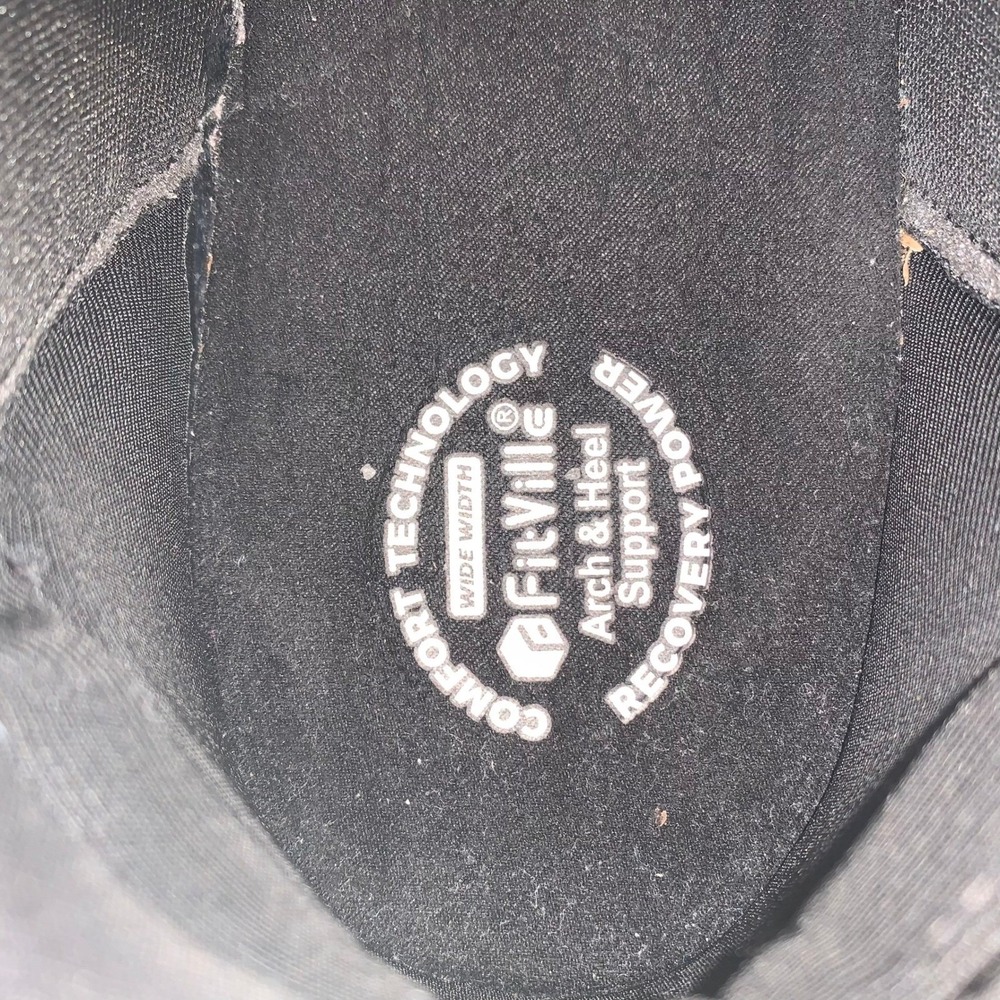 COMFORT TECHNOLOGY
WIDE WIDTH
FitVille®
Arch & Heel
Support
RECOVERY POWER